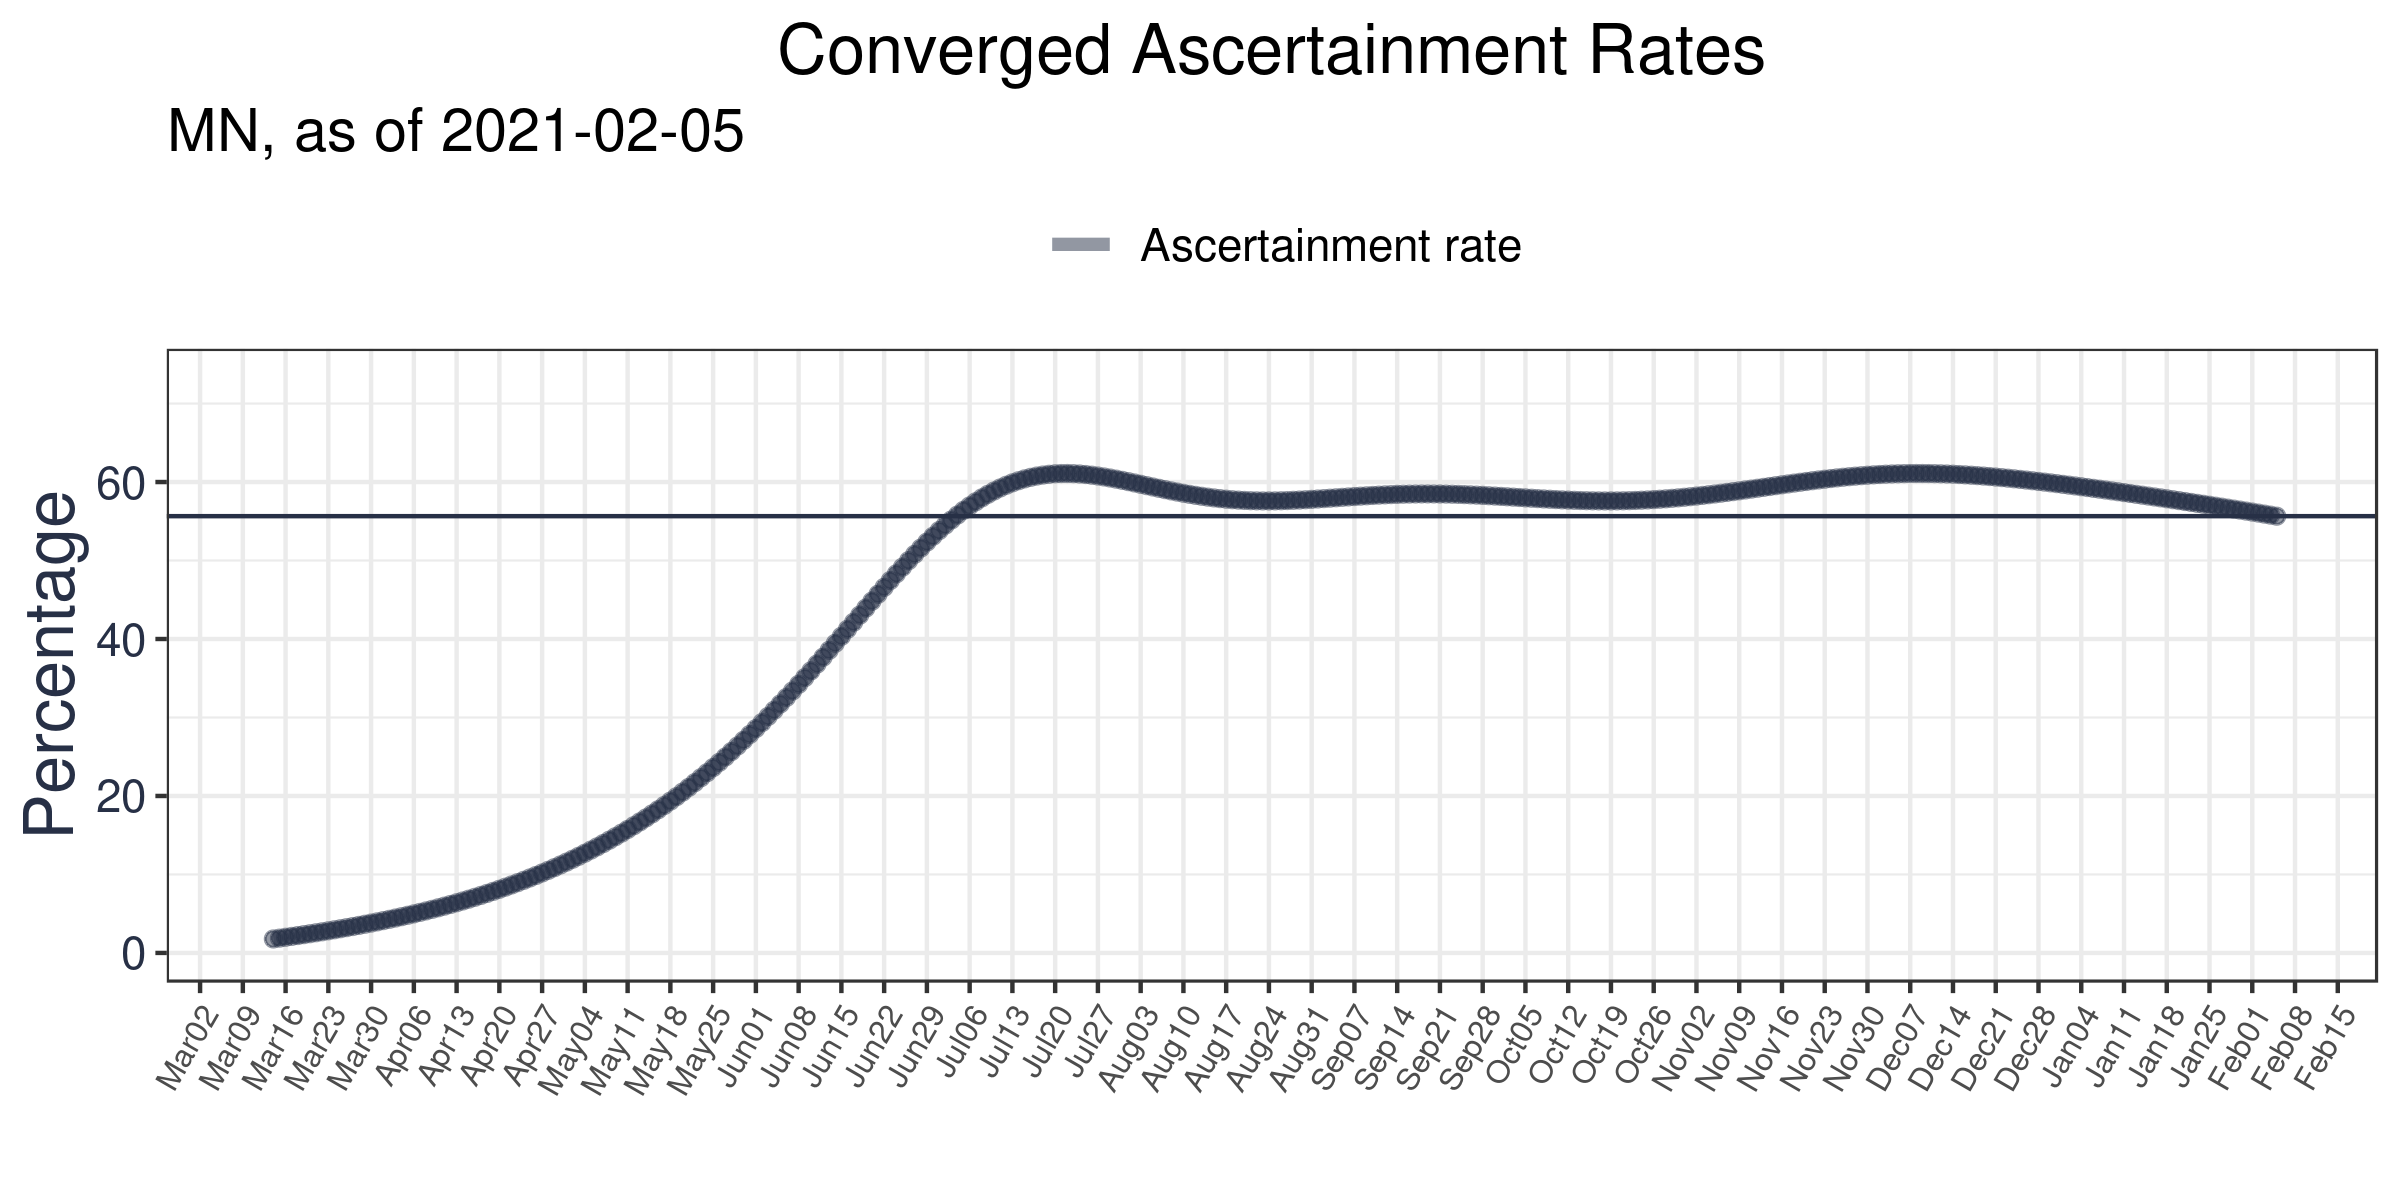 Converged Ascertainment Rates
MN, as of 2021-02-05
Ascertainment rate
Percentage
60
40
20
0
Mar02 Mar09 Mar16 Mar23 Mar30 Apr06 Apr13 Apr20 Apr27 May04 May11 May18 May25 Jun01 Jun08 Jun15 Jun22 Jun29 Jul06 Jul13 Jul20 Jul27 Aug03 Aug10 Aug17 Aug24 Aug31 Sep07 Sep14 Sep21 Sep28 Oct05 Oct12 Oct19 Oct26 Nov02 Nov09 Nov16 Nov23 Nov30 Dec07 Dec14 Dec21 Dec28 Jan04 Jan11 Jan18 Jan25 Feb01 Feb08 Feb15